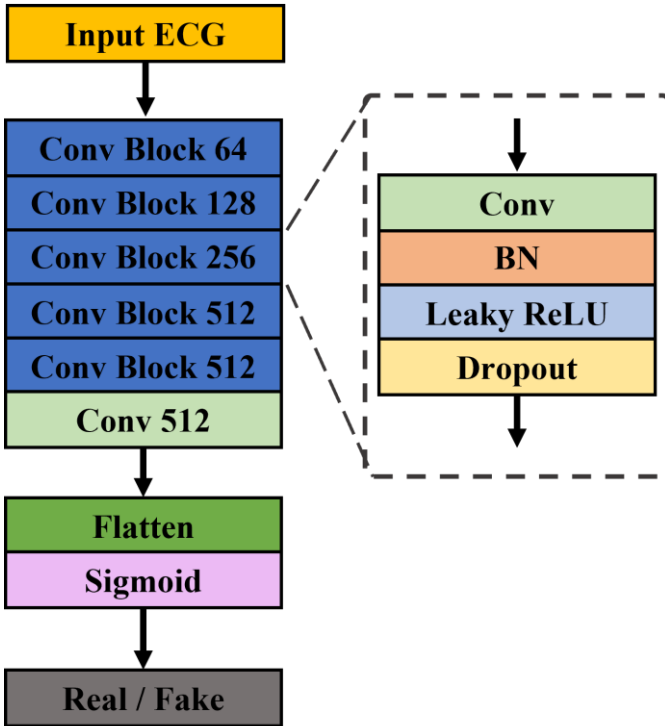 Input ECG
Conv Block 64
Conv Block 128
Conv Block 256
Conv Block 512
Conv Block 512
Conv 512
Flatten
Sigmoid
Real / Fake
Conv
BN
Leaky ReLU
Dropout